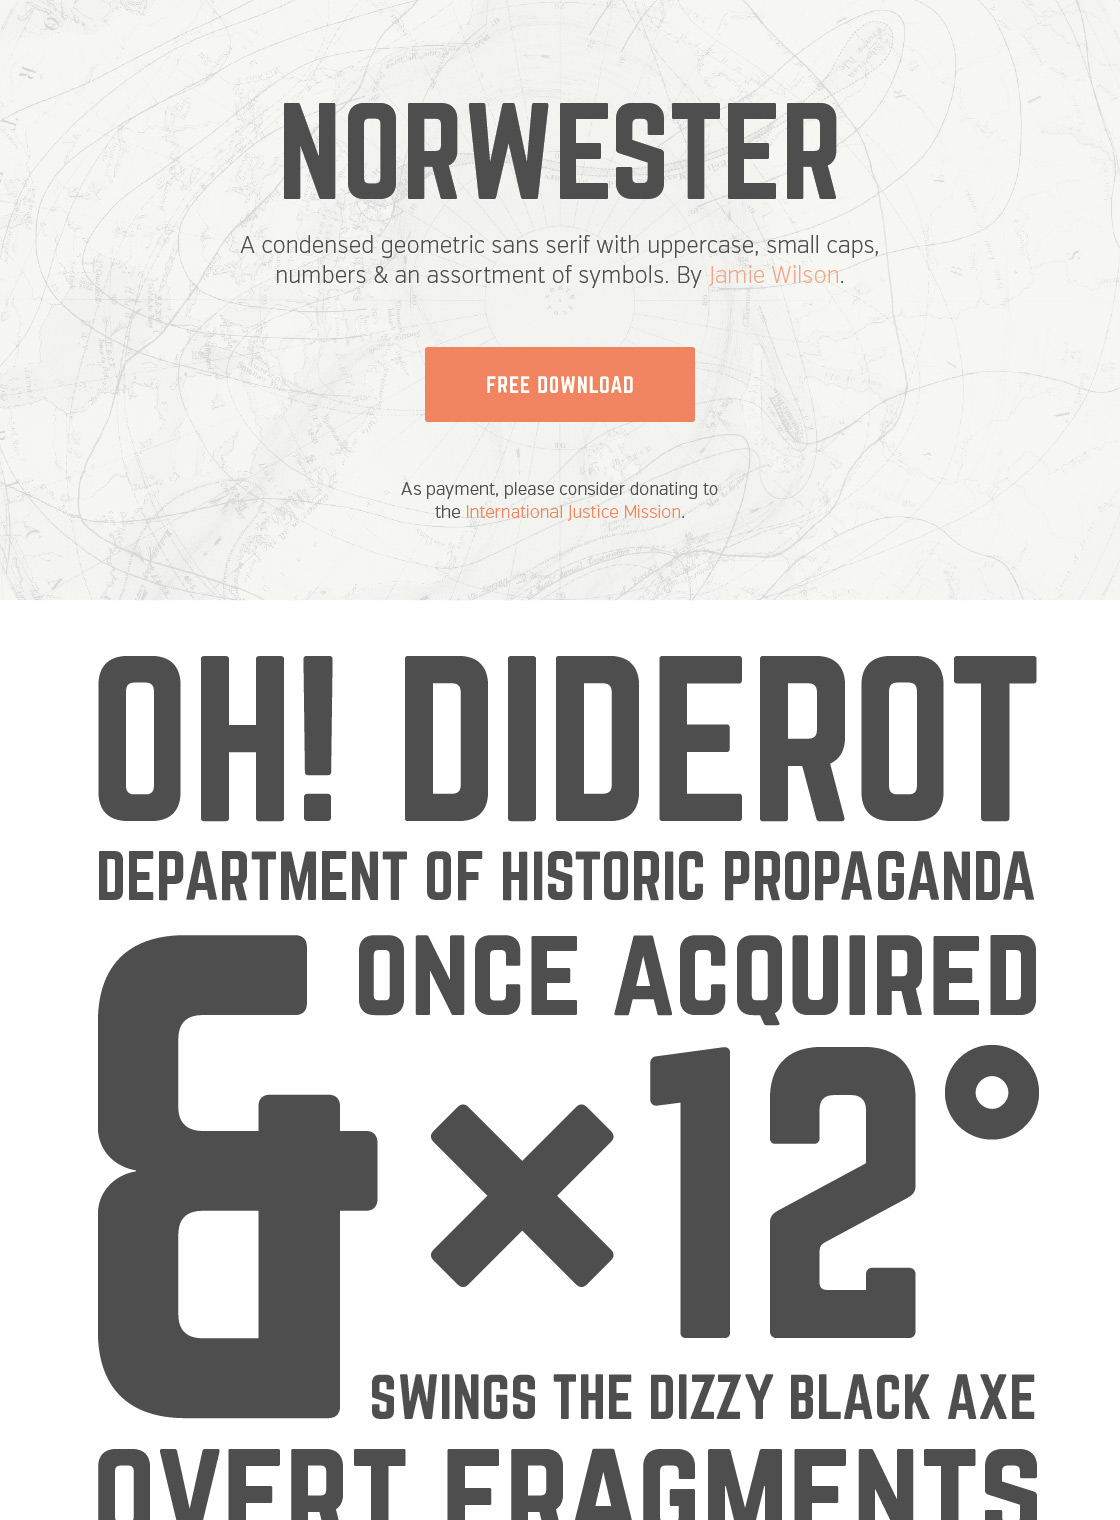 NORWESTER
A condensed geometric sans serif with uppercase, small caps,
numbers & an assortment of symbols. By Jamie Wilson.
FREE DOWNLOAD
As payment, please consider donating to
the International Justice Mission.
OH! DIDEROT
DEPARTMENT OF HISTORIC PROPAGANDA
& ONCE ACQUIRED
×12°
SWINGS THE DIZZY BLACK AXE
OVERT FRAGMENTS